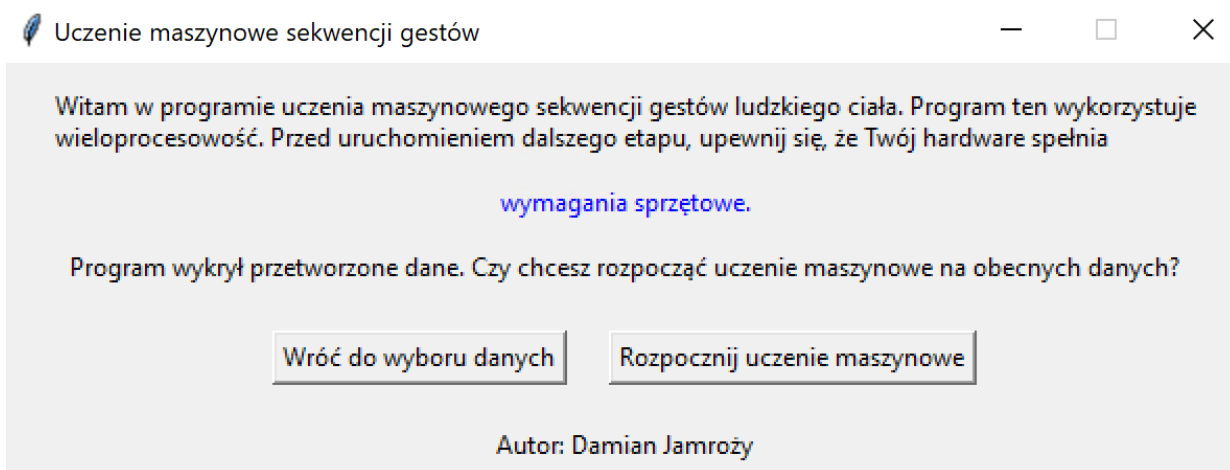 Uczenie maszynowe sekwencji gestów
Witam w programie uczenia maszynowego sekwencji gestów ludzkiego ciała. Program ten wykorzystuje
wieloprocesowość. Przed uruchomieniem dalszego etapu, upewnij się, że Twój hardware spełnia
wymagania sprzętowe.
Program wykrył przetworzone dane. Czy chcesz rozpocząć uczenie maszynowe na obecnych danych?
Wróć do wyboru danych
Rozpocznij uczenie maszynowe
Autor: Damian Jamroży